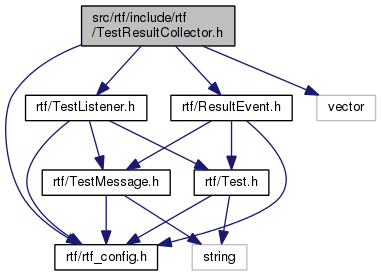 src/rtf/include/rtf
/TestResultCollector.h
rtf/TestListener.h
rtf/ResultEvent.h
vector
rtf/TestMessage.h
rtf/Test.h
rtf/rtf_config.h
string